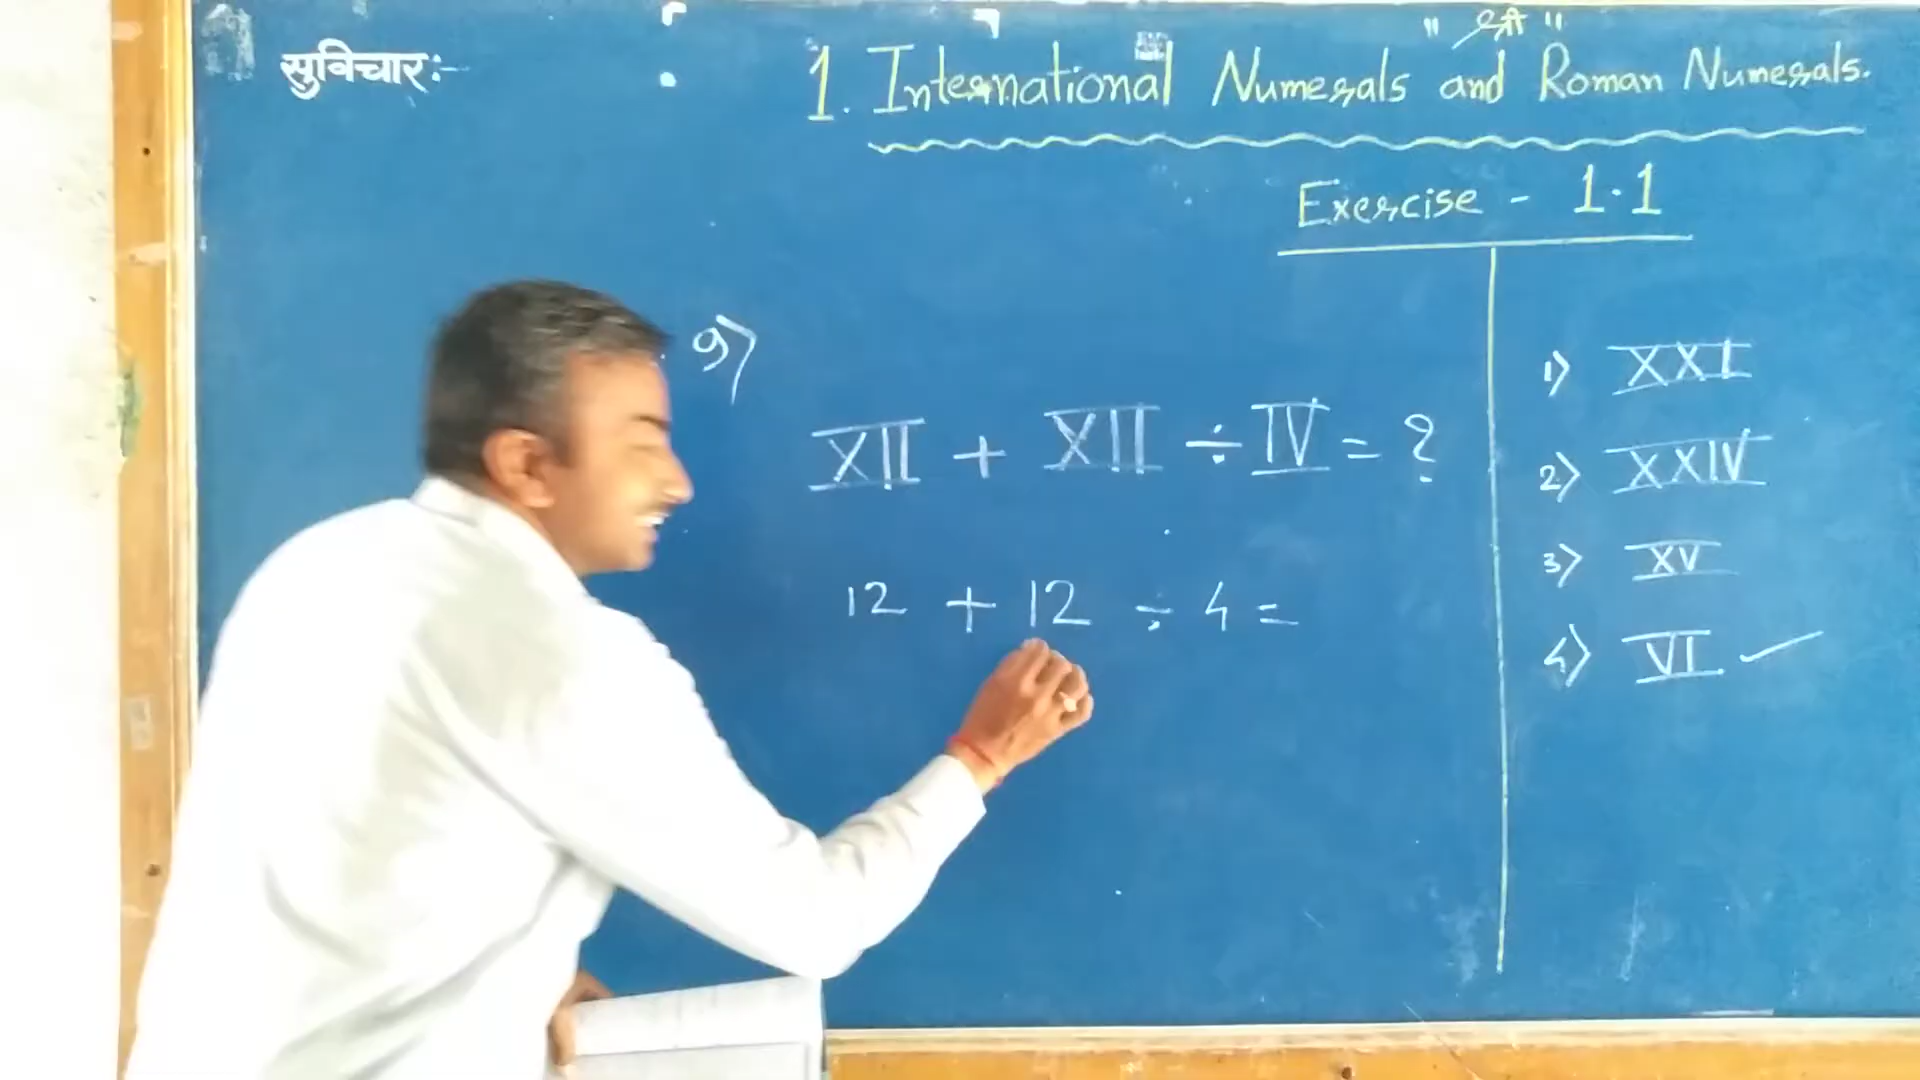 " श्री "
सुविचार:-
1. International Numerals and Roman Numerals.
Exercise - 1.1
9)
XII + XII ÷ IV = ?
12 + 12 ÷ 4 =
1) XXI
2) XXIV
3) XV
4) VI ✓